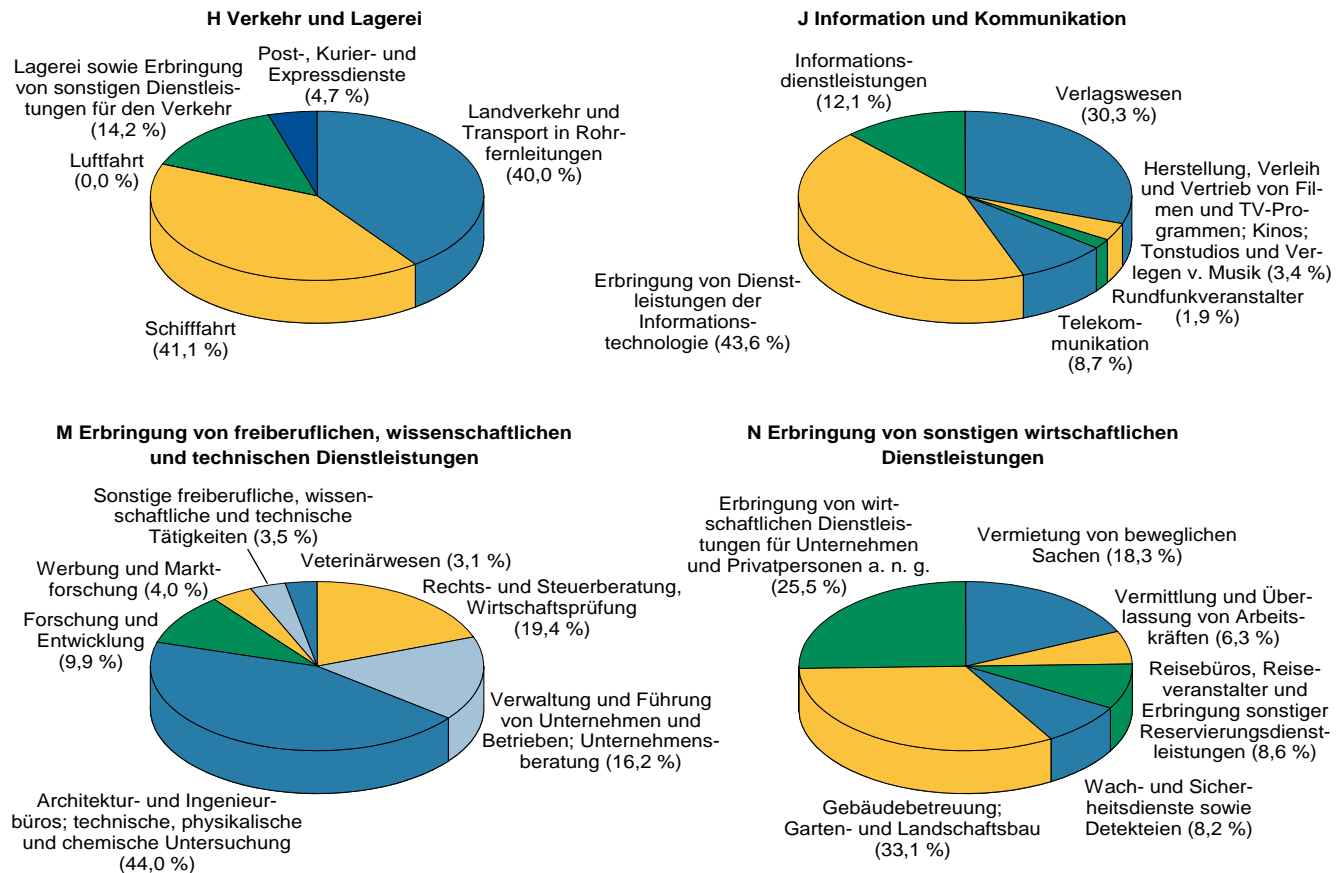 H Verkehr und Lagerei
Post-, Kurier- und
Expressdienste
(4,7 %)
Lagerei sowie Erbringung
von sonstigen Dienstleis-
tungen für den Verkehr
(14,2 %)
Luftfahrt
(0,0 %)
Landverkehr und
Transport in Rohr-
fernleitungen
(40,0 %)
Schifffahrt
(41,1 %)
J Information und Kommunikation
Informations-
dienstleistungen
(12,1 %)
Verlagswesen
(30,3 %)
Herstellung, Verleih
und Vertrieb von Fil-
men und TV-Pro-
grammen; Kinos;
Tonstudios und Ver-
legen v. Musik (3,4 %)
Rundfunkveranstalter
(1,9 %)
Telekom-
munikation
(8,7 %)
Erbringung von Dienst-
leistungen der
Informations-
technologie (43,6 %)
M Erbringung von freiberuflichen, wissenschaftlichen
und technischen Dienstleistungen
Sonstige freiberufliche, wissen-
schaftliche und technische
Tätigkeiten (3,5 %)
Veterinärwesen (3,1 %)
Werbung und Markt-
forschung (4,0 %)
Rechts- und Steuerberatung,
Wirtschaftsprüfung
(19,4 %)
Forschung und
Entwicklung
(9,9 %)
Verwaltung und Führung
von Unternehmen und
Betrieben; Unternehmens-
beratung (16,2 %)
Architektur- und Ingenieur-
büros; technische, physikalische
und chemische Untersuchung
(44,0 %)
N Erbringung von sonstigen wirtschaftlichen
Dienstleistungen
Erbringung von wirt-
schaftlichen Dienstleis-
tungen für Unternehmen
und Privatpersonen a. n. g.
(25,5 %)
Vermietung von beweglichen
Sachen (18,3 %)
Vermittlung und Über-
lassung von Arbeits-
kräften (6,3 %)
Reisebüros, Reise-
veranstalter und
Erbringung sonstiger
Reservierungsdienst-
leistungen (8,6 %)
Wach- und Sicher-
heitsdienste sowie
Detekteien (8,2 %)
Gebäudebetreuung;
Garten- und Landschaftsbau
(33,1 %)